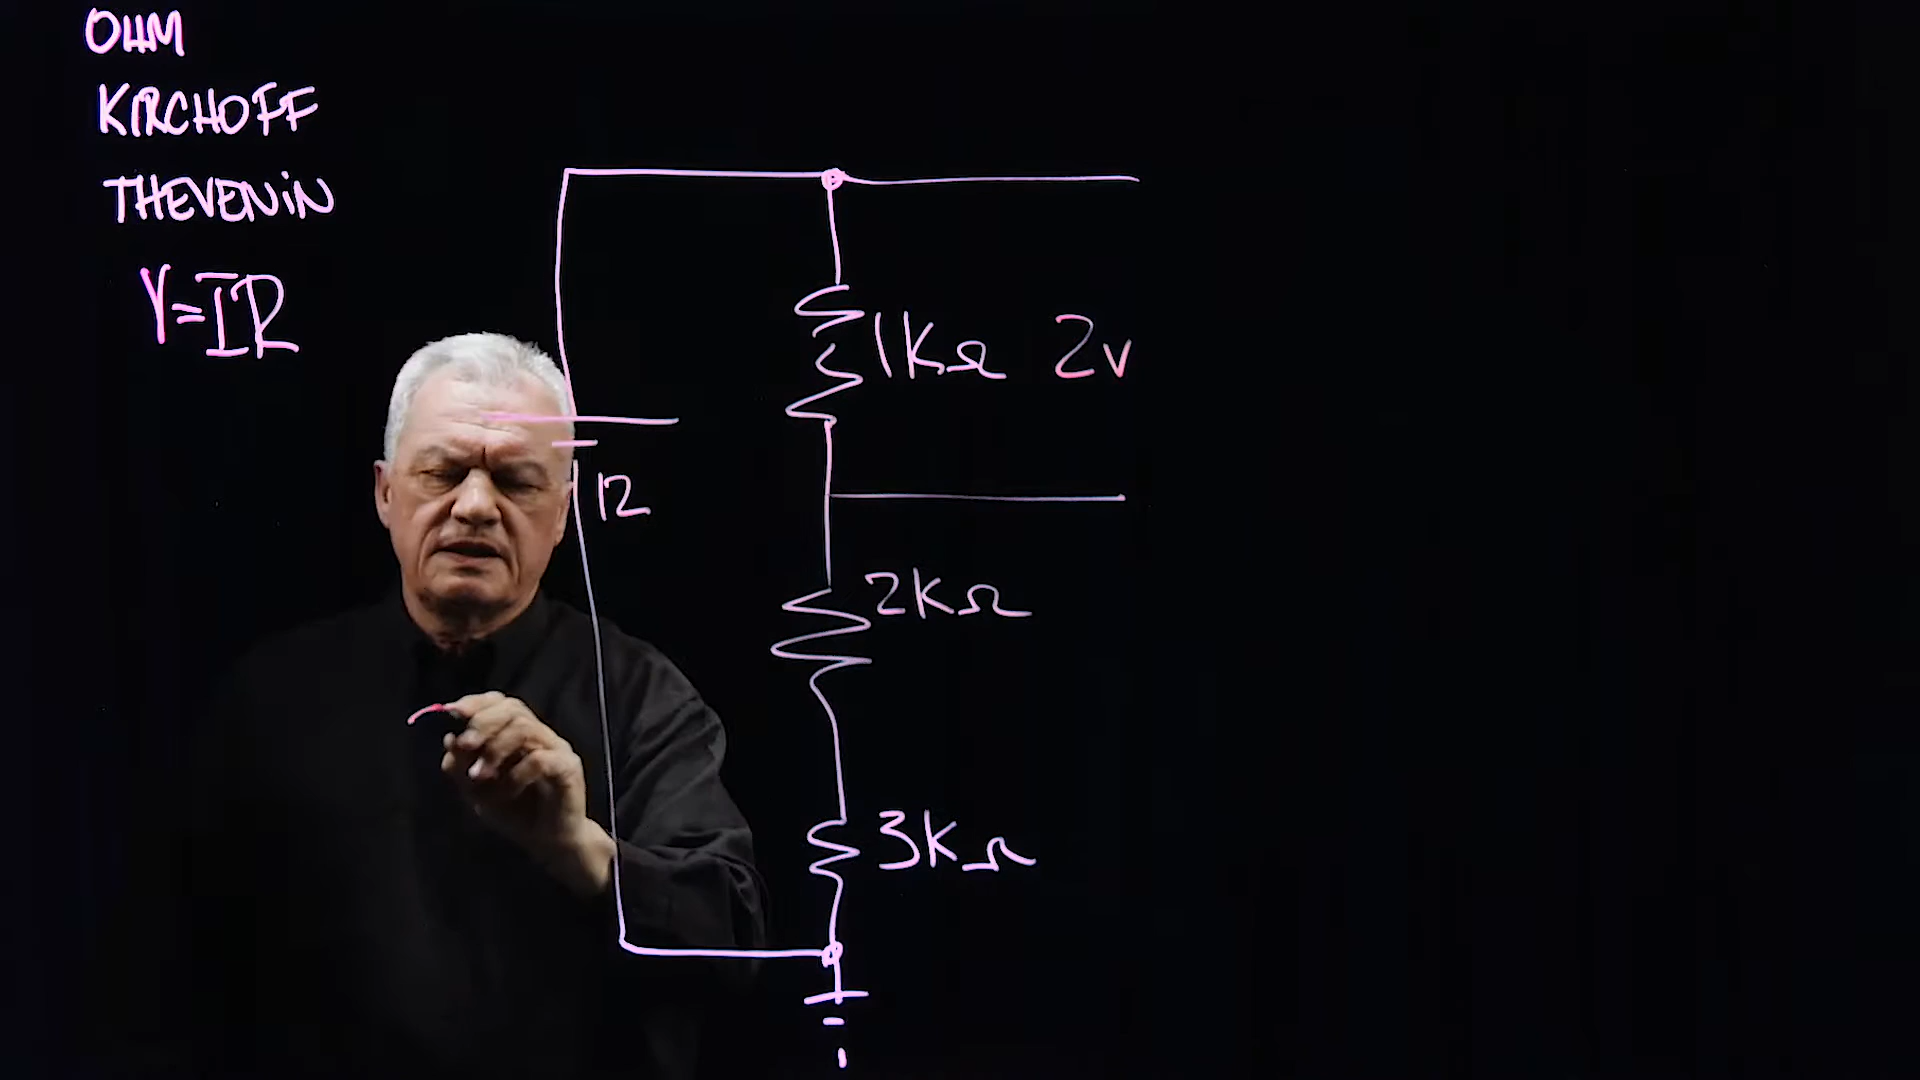 OHM
KIRCHOFF
THEVENiN
V=IR
1KΩ 2v
12
2KΩ
3KΩ